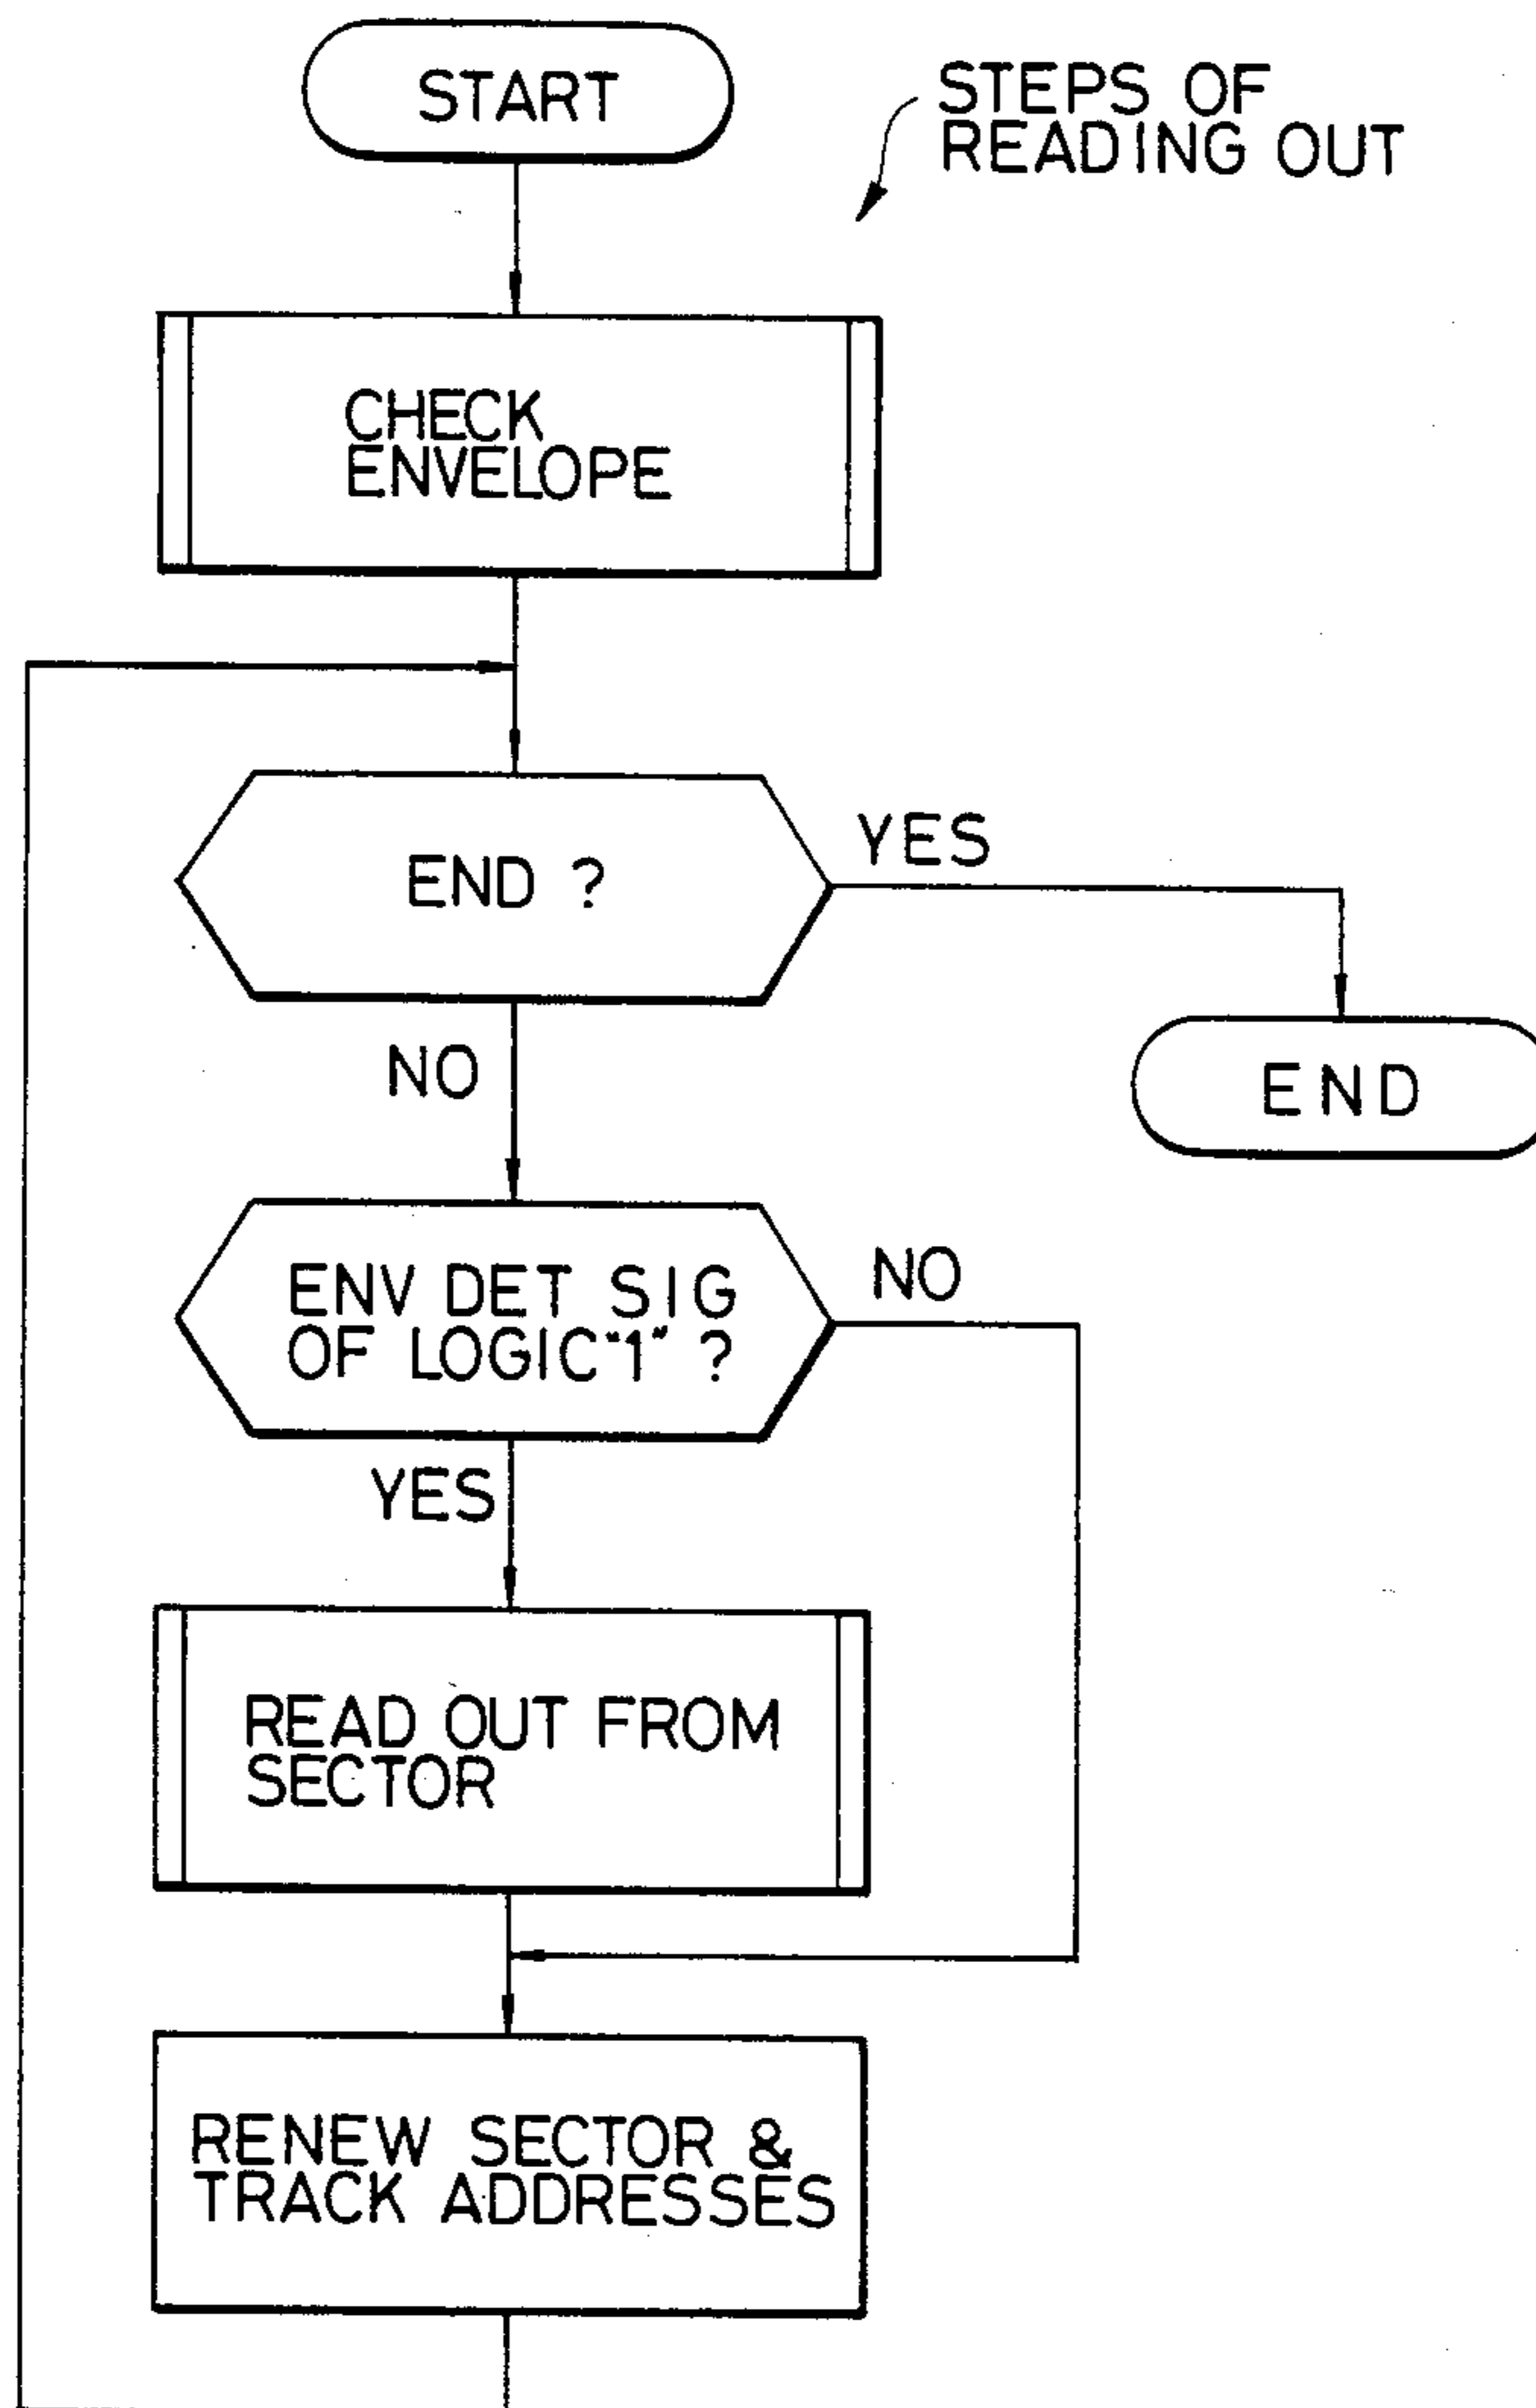 START
STEPS OF
READING OUT
CHECK
ENVELOPE
END ?
YES
NO
END
ENV DET SIG
OF LOGIC "1" ?
NO
YES
READ OUT FROM
SECTOR
RENEW SECTOR &
TRACK ADDRESSES